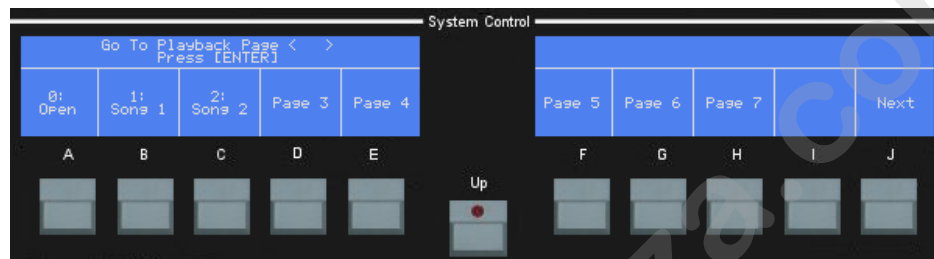 System Control
Go To Playback Page < >
Press [ENTER]
0:
Open
1:
Song 1
2:
Song 2
Page 3
Page 4
Page 5
Page 6
Page 7
Next
A
B
C
D
E
F
G
H
I
J
Up